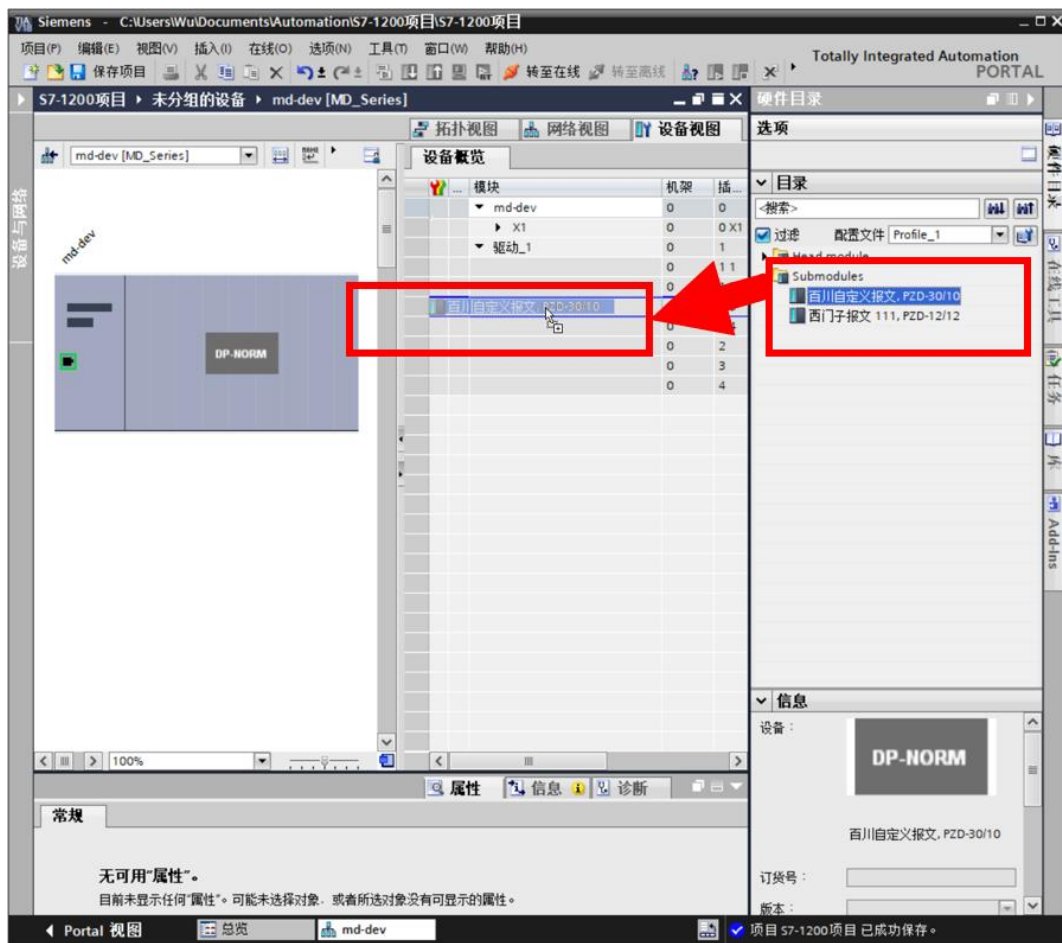 Siemens - C:\Users\Wu\Documents\Automation\S7-1200项目\S7-1200项目
项目(P) 编辑(E) 视图(V) 插入(I) 在线(O) 选项(N) 工具(T) 窗口(W) 帮助(H)
Totally Integrated Automation
PORTAL
保存项目 转至在线 转至离线
S7-1200项目 未分组的设备 md-dev [MD_Series]
硬件目录
拓扑视图 网络视图 设备视图
选项
md-dev [MD_Series]
设备概览
... 模块 机架 插...
目录
md-dev 0 0
<搜索>
X1 0 0 X1
过滤 配置文件 Profile_1
驱动_1 0 1
Head module
0 1 1
Submodules
0
百川自定义报文, PZD-30/10
百川自定义报文, PZD-30/10
西门子报文 111, PZD-12/12
0
0 2
0 3
0 4
md-dev
DP-NORM
设备与网络
硬件目录
在线工具
任务
库
Add-Ins
100%
信息
设备：
DP-NORM
百川自定义报文, PZD-30/10
订货号：
版本：
属性 信息 诊断
常规
无可用“属性”。
目前未显示任何“属性”。可能未选择对象，或者所选对象没有可显示的属性。
Portal 视图 总览 md-dev 项目 S7-1200项目 已成功保存。